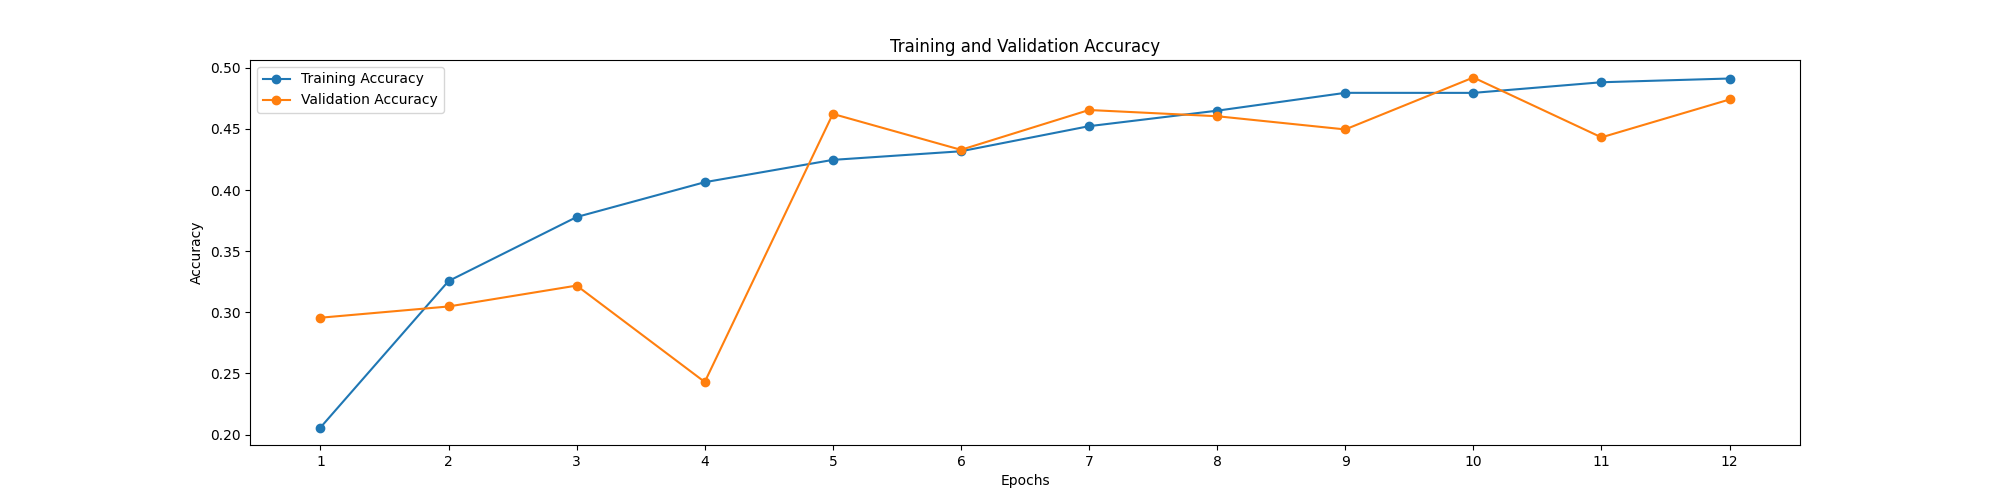 Training and Validation Accuracy
Training Accuracy
Validation Accuracy
Accuracy
0.50
0.45
0.40
0.35
0.30
0.25
0.20
1 2 3 4 5 6 7 8 9 10 11 12
Epochs